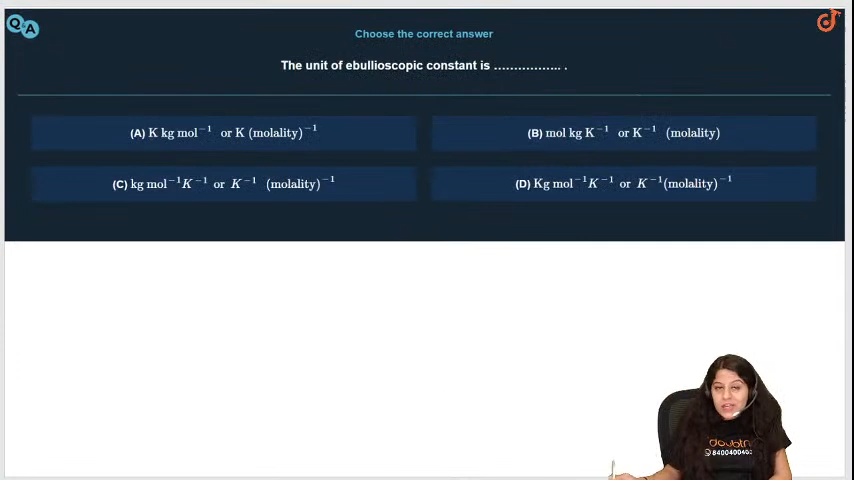 Q A
Choose the correct answer
The unit of ebullioscopic constant is ................. .
(A) K kg mol⁻¹ or K (molality)⁻¹
(B) mol kg K⁻¹ or K⁻¹ (molality)
(C) kg mol⁻¹K⁻¹ or K⁻¹ (molality)⁻¹
(D) Kg mol⁻¹K⁻¹ or K⁻¹(molality)⁻¹
doubtn